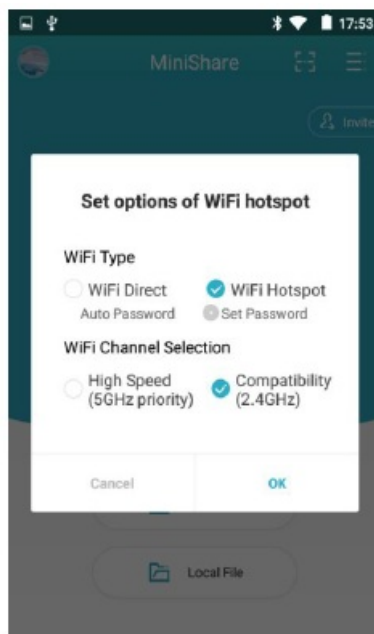 17:53
MiniShare
Invite
Set options of WiFi hotspot
WiFi Type
WiFi Direct WiFi Hotspot
Auto Password Set Password
WiFi Channel Selection
High Speed Compatibility
(5GHz priority) (2.4GHz)
Cancel OK
Local File